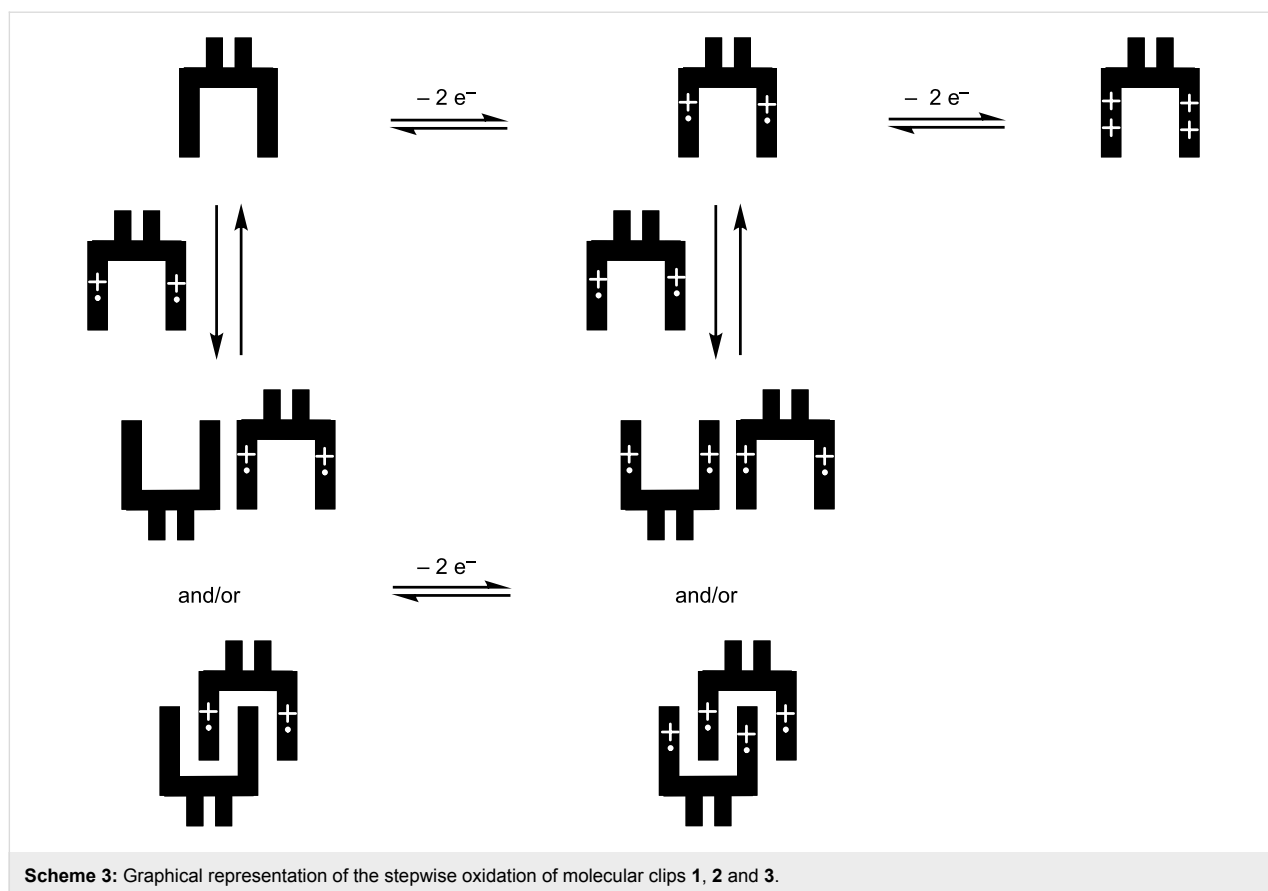 – 2 e⁻
– 2 e⁻
+• +•
++ ++
+• +•
+• +•
+• +•
+• +• +• +•
– 2 e⁻
and/or
and/or
+• +•
+• +• +• +•
Scheme 3: Graphical representation of the stepwise oxidation of molecular clips 1, 2 and 3.